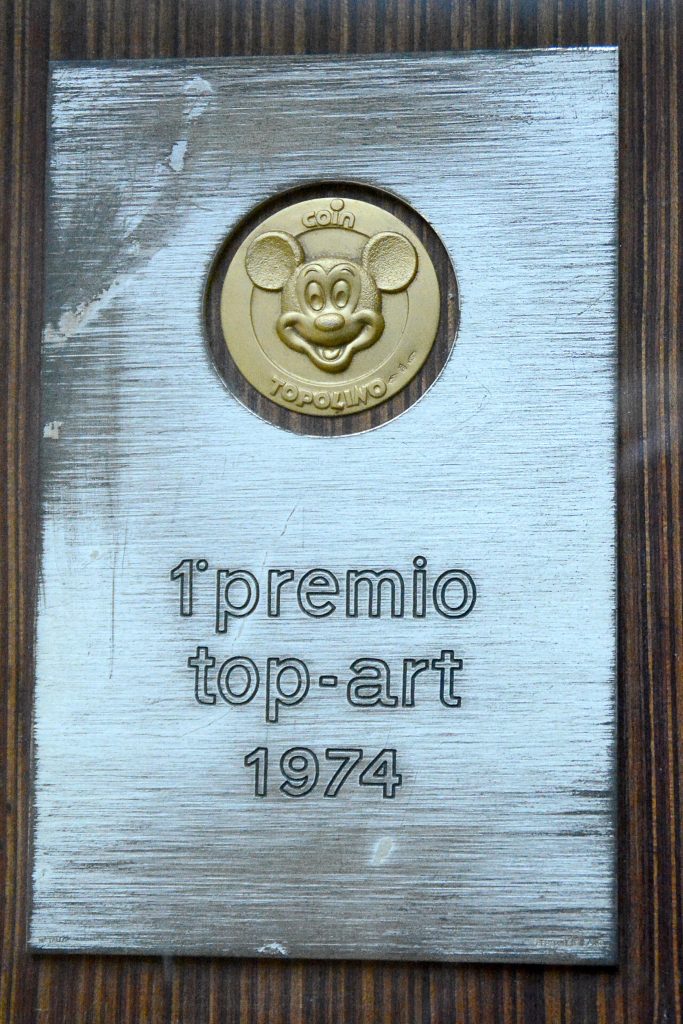 coin
TOPOLINO
1° premio
top-art
1974